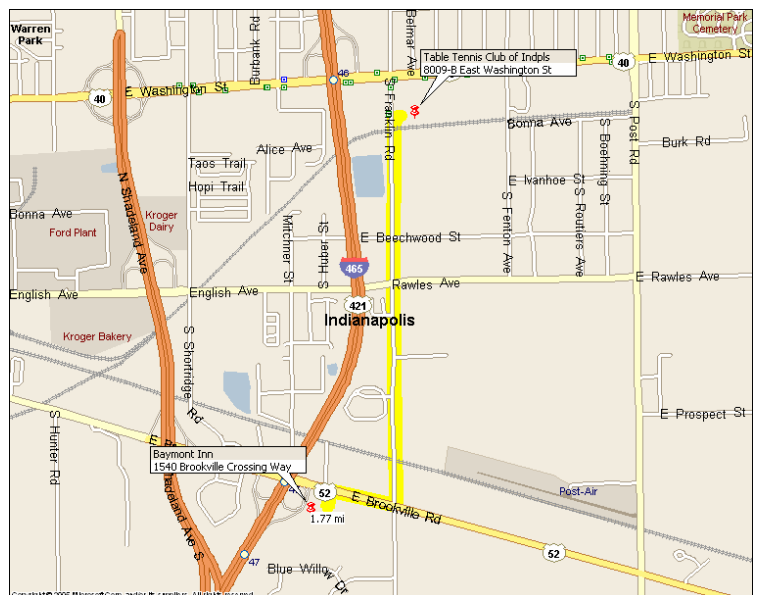 Warren
Park
Burbank Rd
Belmar Ave
Memorial Park
Cemetery
46
Table Tennis Club of Indpls
8009-B East Washington St
E Washington St
40
40
E Washington St
S Franklin Rd
S Post Rd
Bonna Ave
Burk Rd
Alice Ave
Taos Trail
Hopi Trail
E Ivanhoe St
S Boehning St
S Routiers Ave
S Fenton Ave
N Shadeland Ave
Bonna Ave
Ford Plant
Kroger
Dairy
Mitchner St
S Huber St
E Beechwood St
465
English Ave
English Ave
Rawles Ave
E Rawles Ave
421
Indianapolis
Kroger Bakery
S Shortridge Rd
S Hunter Rd
E Prospect St
Baymont Inn
1540 Brookville Crossing Way
Shadeland Ave S
52
E Brookville Rd
Post-Air
1.77 mi
52
47
Blue Willow Dr